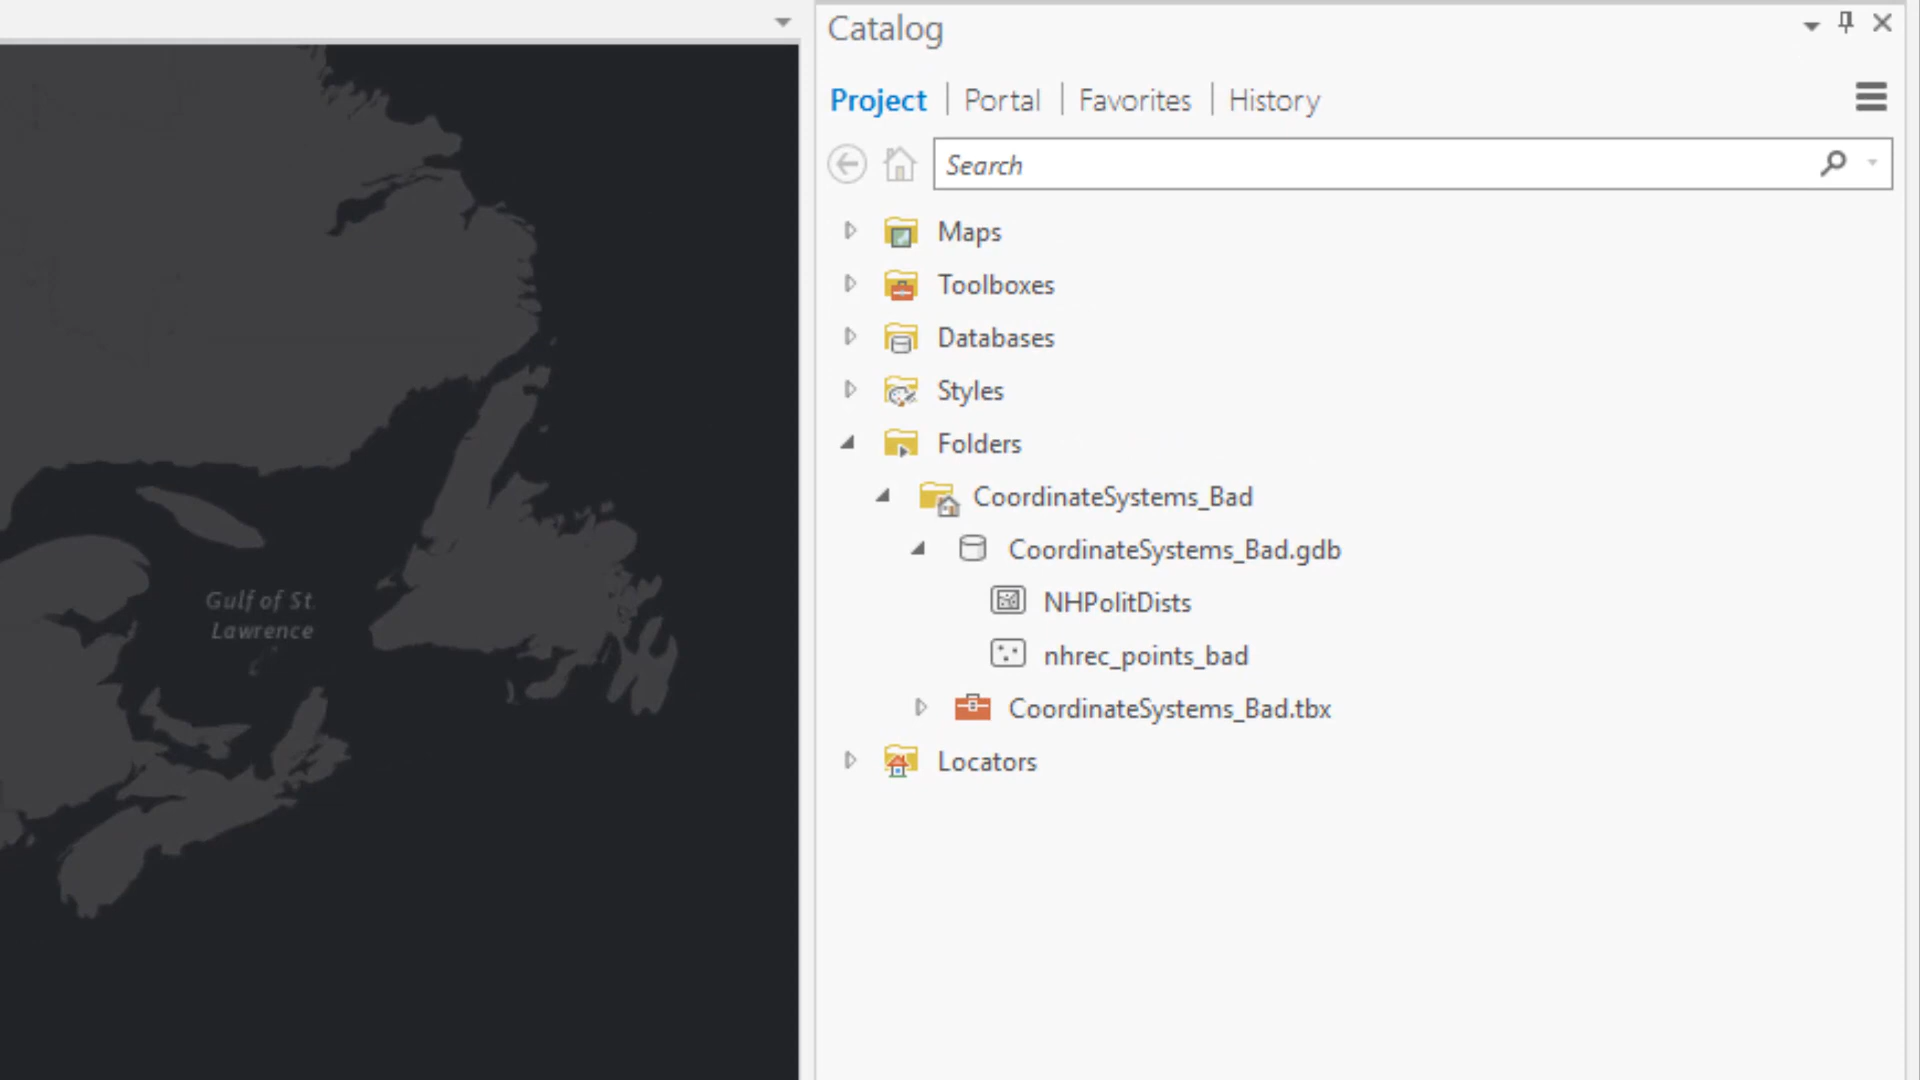 Catalog
Project
Portal
Favorites
History
Search
Maps
Toolboxes
Databases
Styles
Folders
CoordinateSystems_Bad
CoordinateSystems_Bad.gdb
NHPolitDists
nhrec_points_bad
CoordinateSystems_Bad.tbx
Locators
Gulf of St.
Lawrence